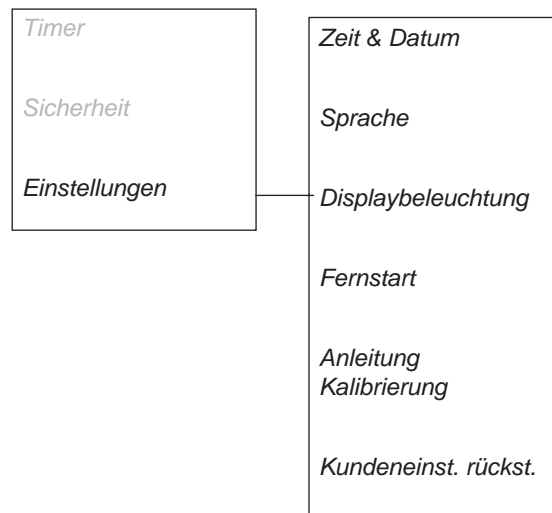 Timer
Sicherheit
Einstellungen
Zeit & Datum
Sprache
Displaybeleuchtung
Fernstart
Anleitung
Kalibrierung
Kundeneinst. rückst.